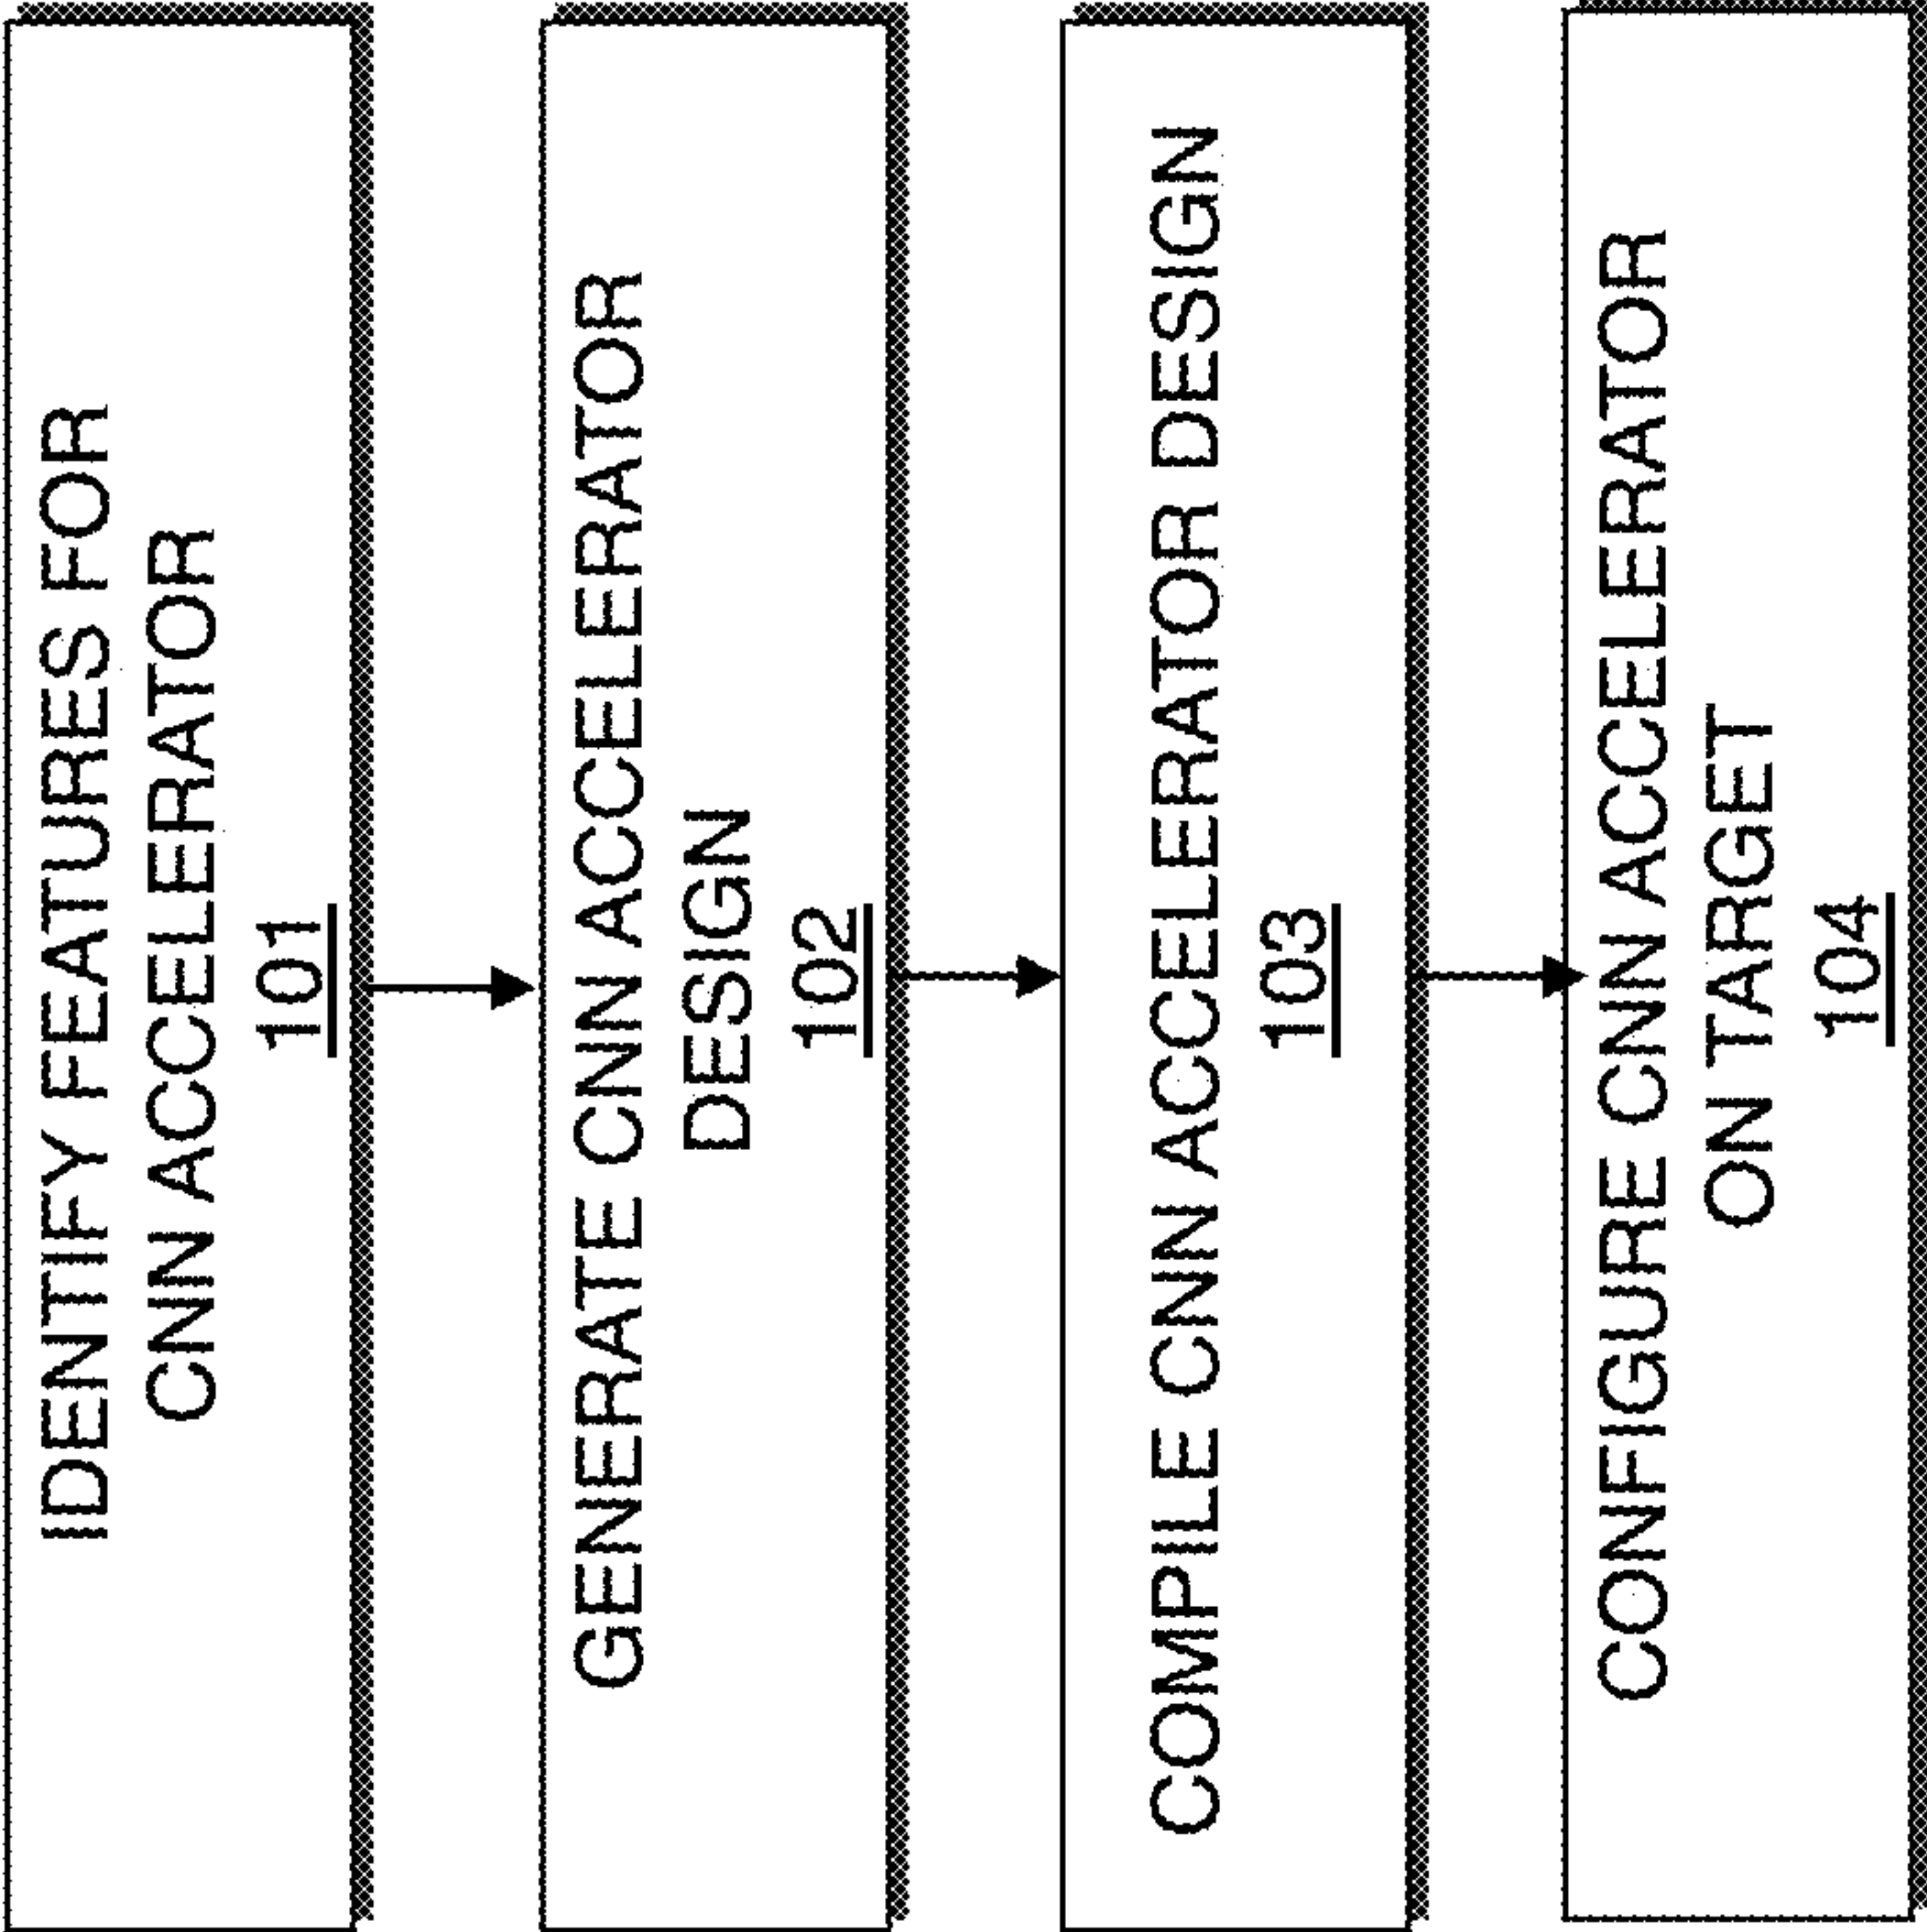 IDENTIFY FEATURES FOR
CNN ACCELERATOR
101
GENERATE CNN ACCELERATOR
DESIGN
102
COMPILE CNN ACCELERATOR DESIGN
103
CONFIGURE CNN ACCELERATOR
ON TARGET
104